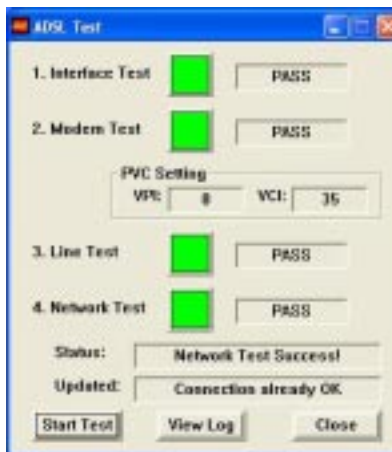 ADSL Test
1. Interface Test PASS
2. Modem Test PASS
PVC Setting
VPI: 8 VCI: 35
3. Line Test PASS
4. Network Test PASS
Status: Network Test Success!
Updated: Connection already OK
Start Test View Log Close